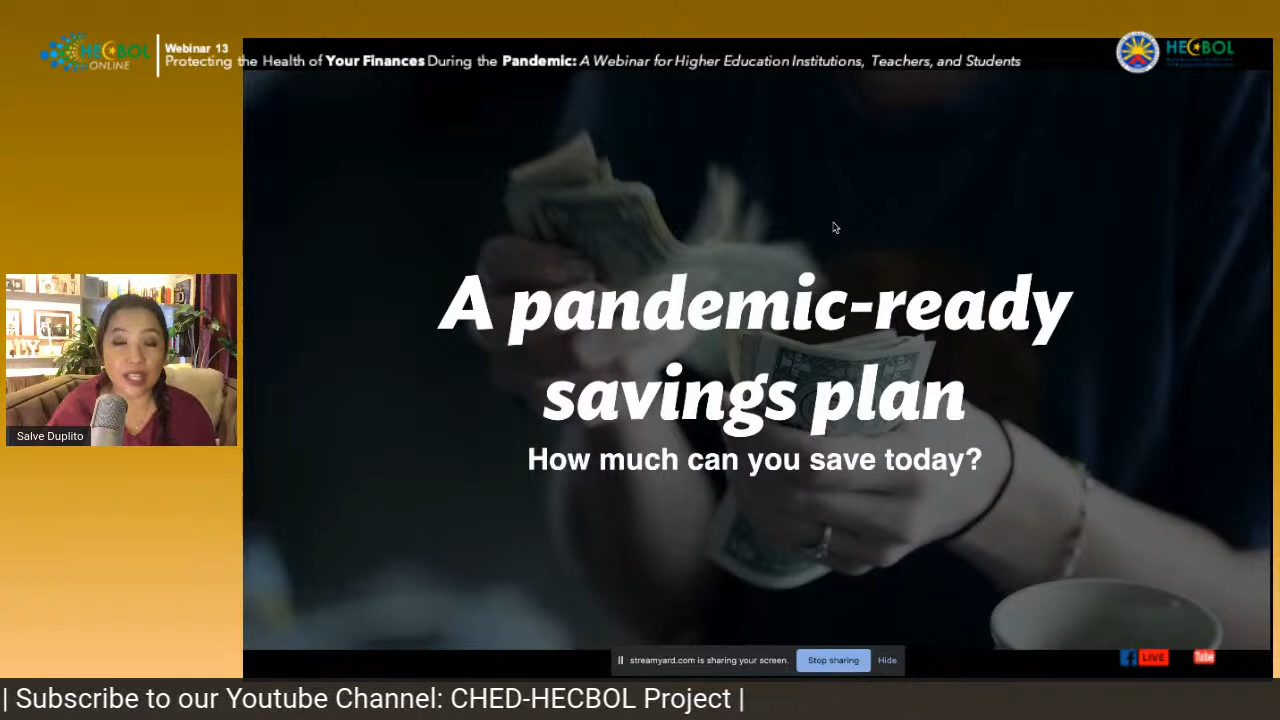 HECBOL
ONLINE
Webinar 13
Protecting the Health of Your Finances During the Pandemic: A Webinar for Higher Education Institutions, Teachers, and Students
HECBOL
A pandemic-ready
savings plan
How much can you save today?
Salve Duplito
streamyard.com is sharing your screen. Stop sharing Hide
LIVE
You Tube
| Subscribe to our Youtube Channel: CHED-HECBOL Project |